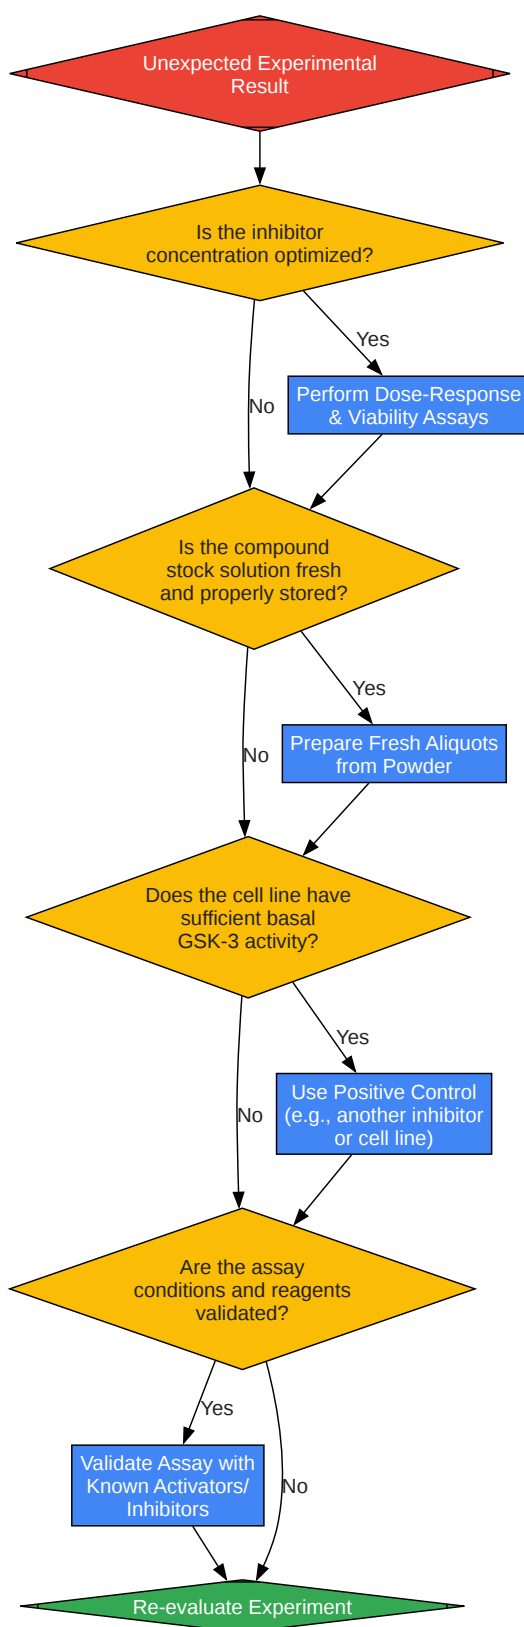 Unexpected Experimental
Result
Is the inhibitor
concentration optimized?
Yes
Perform Dose-Response
& Viability Assays
No
Is the compound
stock solution fresh
and properly stored?
Yes
Prepare Fresh Aliquots
from Powder
No
Does the cell line have
sufficient basal
GSK-3 activity?
Yes
Use Positive Control
(e.g., another inhibitor
or cell line)
No
Are the assay
conditions and reagents
validated?
Yes
Validate Assay with
Known Activators/
Inhibitors
No
Re-evaluate Experiment